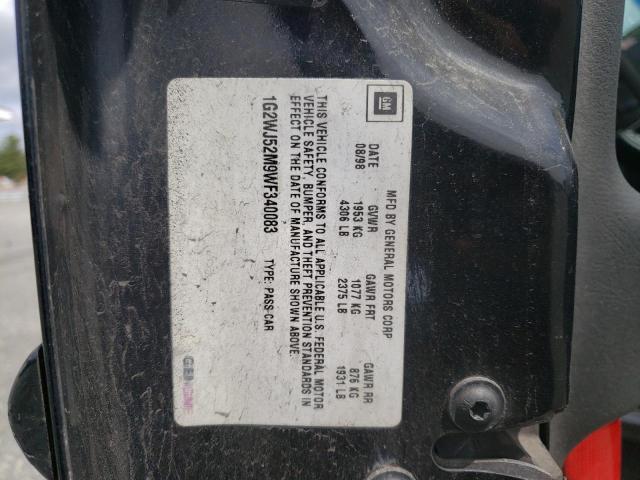 GM
MFD BY GENERAL MOTORS CORP
DATE GVWR GAWR FRT GAWR RR
08/98 1953 KG 1077 KG 876 KG
4306 LB 2375 LB 1931 LB
THIS VEHICLE CONFORMS TO ALL APPLICABLE U.S. FEDERAL MOTOR
VEHICLE SAFETY, BUMPER, AND THEFT PREVENTION STANDARDS IN
EFFECT ON THE DATE OF MANUFACTURE SHOWN ABOVE.
1G2WJ52M9WF340083 TYPE: PASS-CAR